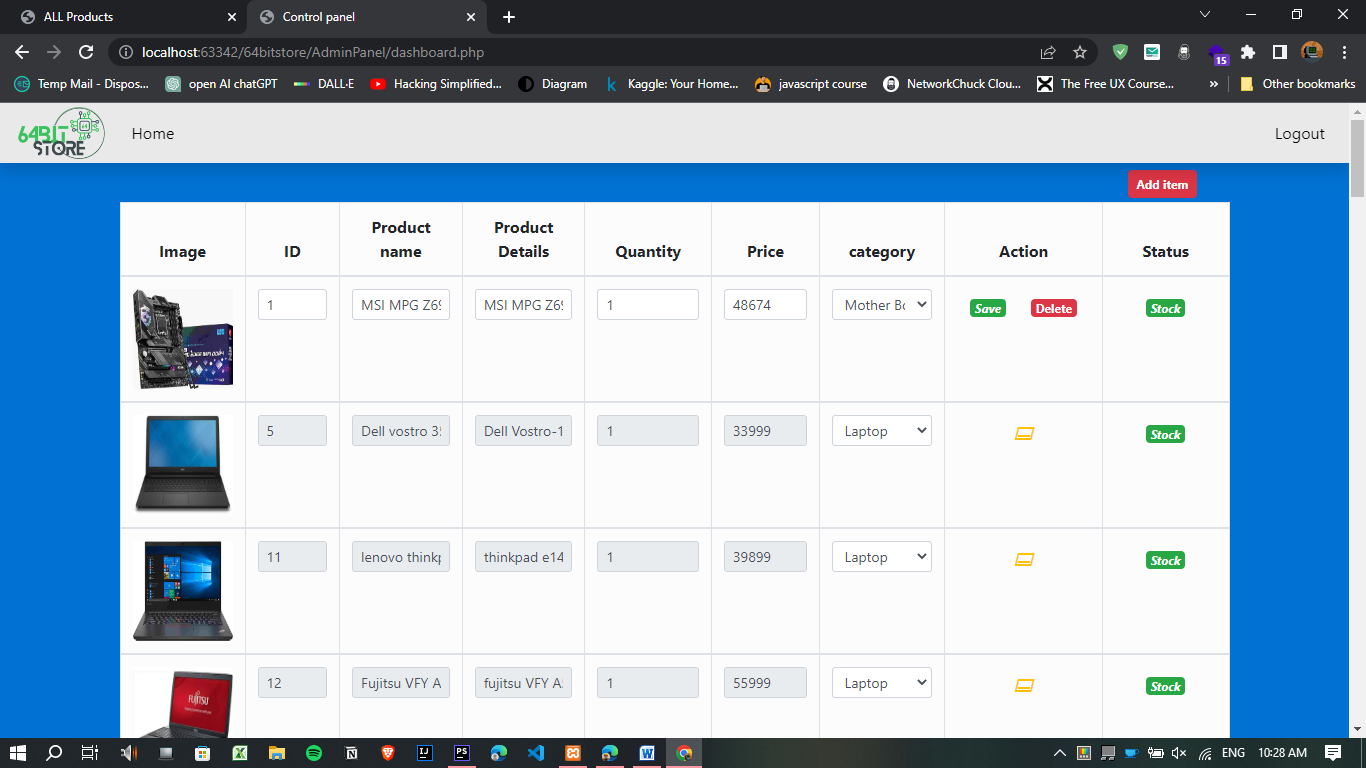 ALL Products
Control panel
localhost:63342/64bitstore/AdminPanel/dashboard.php
15
Temp Mail - Dispos...
open AI chatGPT
DALL·E
Hacking Simplified...
Diagram
Kaggle: Your Home...
javascript course
NetworkChuck Clou...
The Free UX Course...
»
Other bookmarks
64BIT
STORE
Home
Logout
Add item
Image
ID
Product name
Product Details
Quantity
Price
category
Action
Status
1
MSI MPG Z69
MSI MPG Z69
1
48674
Mother Bo
Save
Delete
Stock
5
Dell vostro 35
Dell Vostro-1
1
33999
Laptop
Stock
11
lenovo thinkp
thinkpad e14
1
39899
Laptop
Stock
FUJITSU
12
Fujitsu VFY A
fujitsu VFY A
1
55999
Laptop
Stock
ENG
10:28 AM